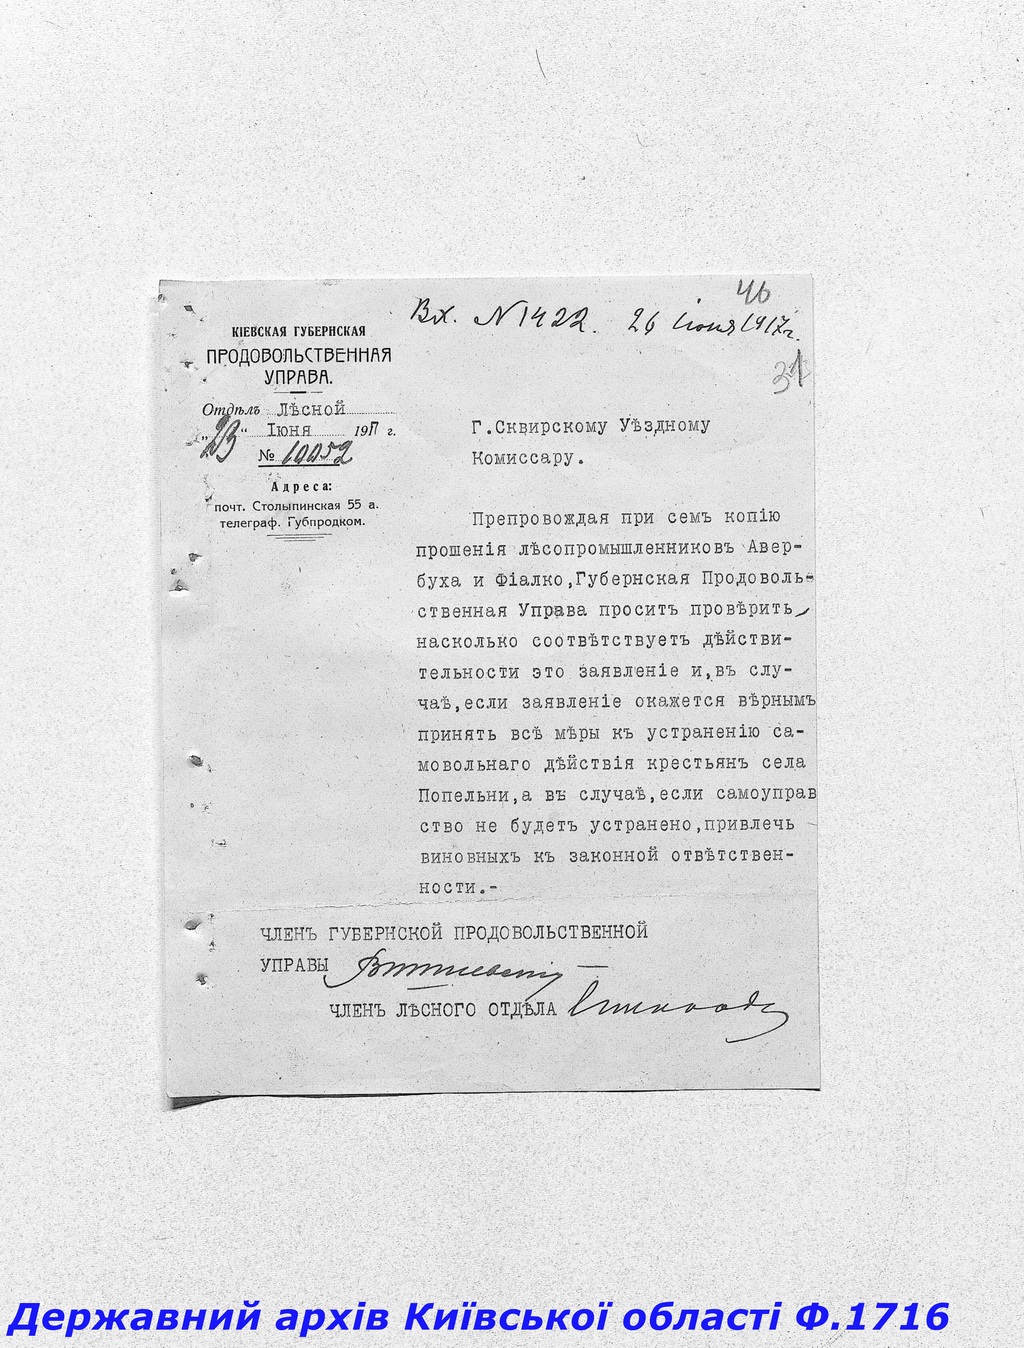 46
Вх. N 1422. 26 іюня 1917 г.
31
КІЕВСКАЯ ГУБЕРНСКАЯ
ПРОДОВОЛЬСТВЕННАЯ
УПРАВА.
Отдѣлъ Лѣсной
„23“ Іюня 1917 г.
№ 10052
Адреса:
почт. Столыпинская 55 а.
телеграф. Губпродком.
Г.Сквирскому Уѣздному
Комиссару.
Препровождая при семъ копію
прошенія лѣсопромышленниковъ Авер-
буха и Фіалко,Губернская Продоволь-
ственная Управа проситъ провѣрить,
насколько соотвѣтствуетъ дѣйстви-
тельности это заявленіе и,въ слу-
чаѣ,если заявленіе окажется вѣрнымъ
принять всѣ мѣры къ устраненію са-
мовольнаго дѣйствія крестьянъ села
Попельни,а въ случаѣ,если самоуправ
ство не будетъ устранено,привлечь
виновныхъ къ законной отвѣтствен-
ности.-
ЧЛЕНЪ ГУБЕРНСКОЙ ПРОДОВОЛЬСТВЕННОЙ
УПРАВЫ
ЧЛЕНЪ ЛѢСНОГО ОТДѢЛА
Державний архів Київської області Ф.1716